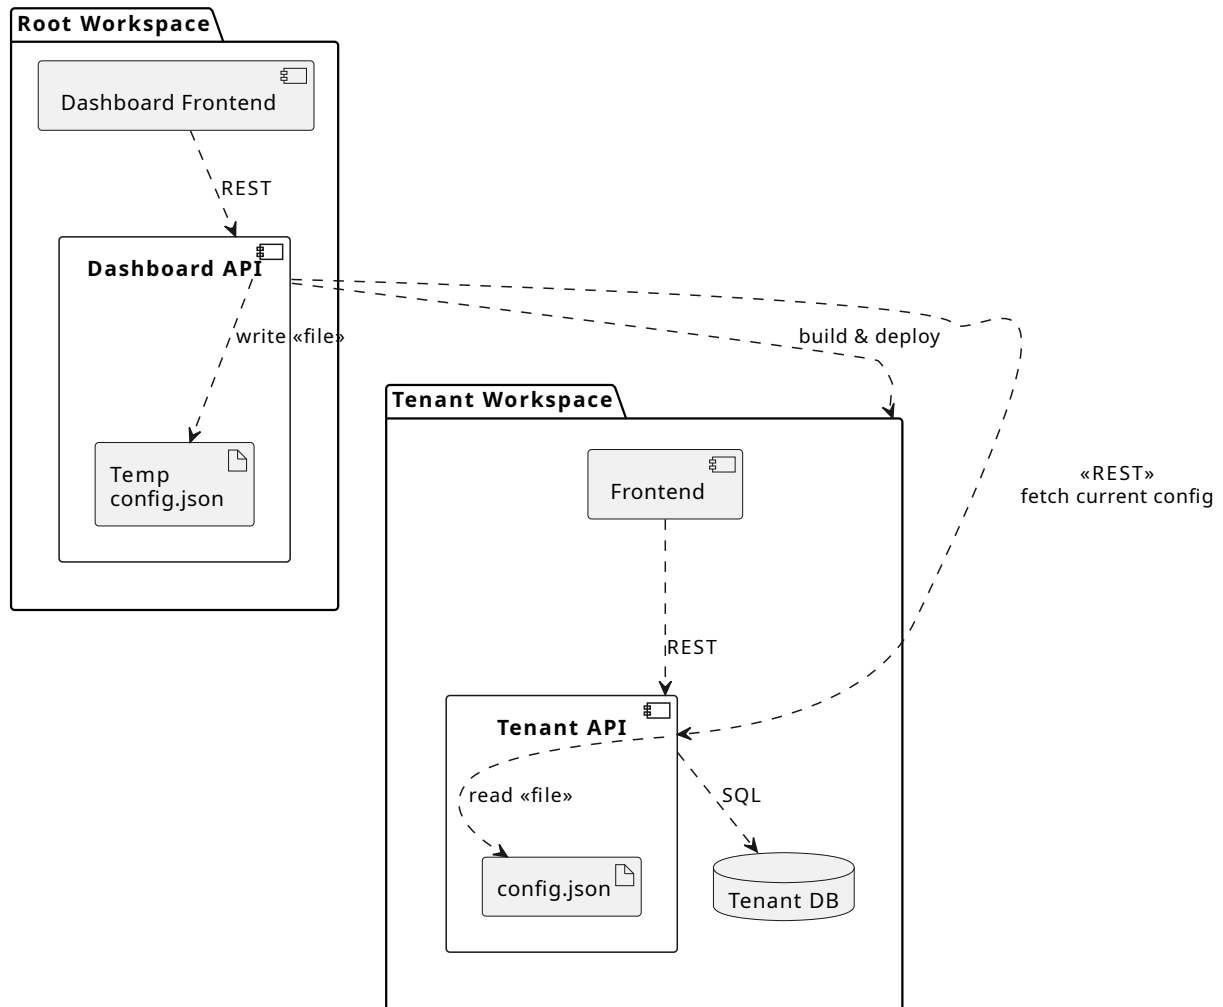 Root Workspace
Dashboard Frontend
REST
Dashboard API
write «file»
build & deploy
Temp
config.json
Tenant Workspace
Frontend
«REST»
fetch current config
REST
Tenant API
read «file»
SQL
config.json
Tenant DB